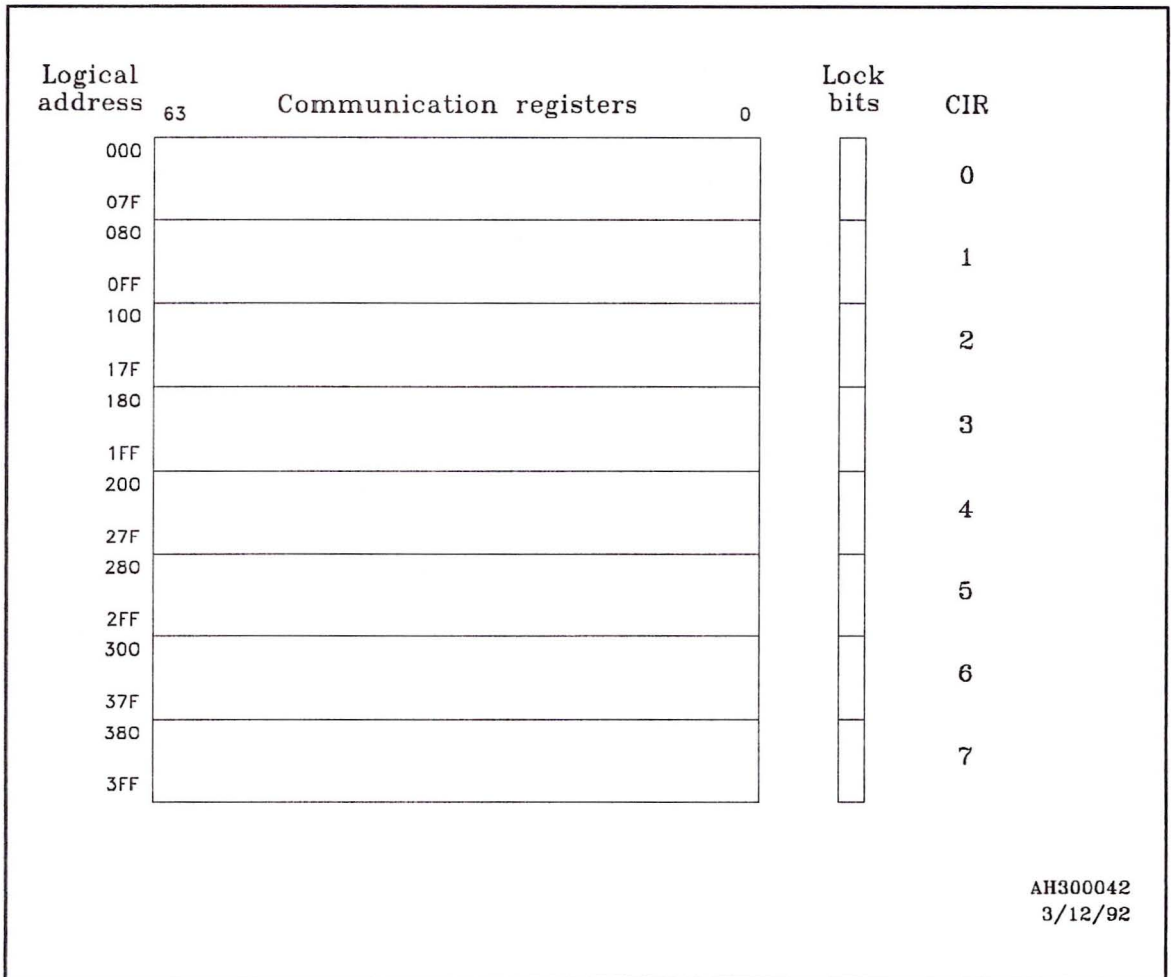 Logical
address
63 Communication registers 0
Lock
bits
CIR
000
07F
0
080
0FF
1
100
17F
2
180
1FF
3
200
27F
4
280
2FF
5
300
37F
6
380
3FF
7
AH300042
3/12/92